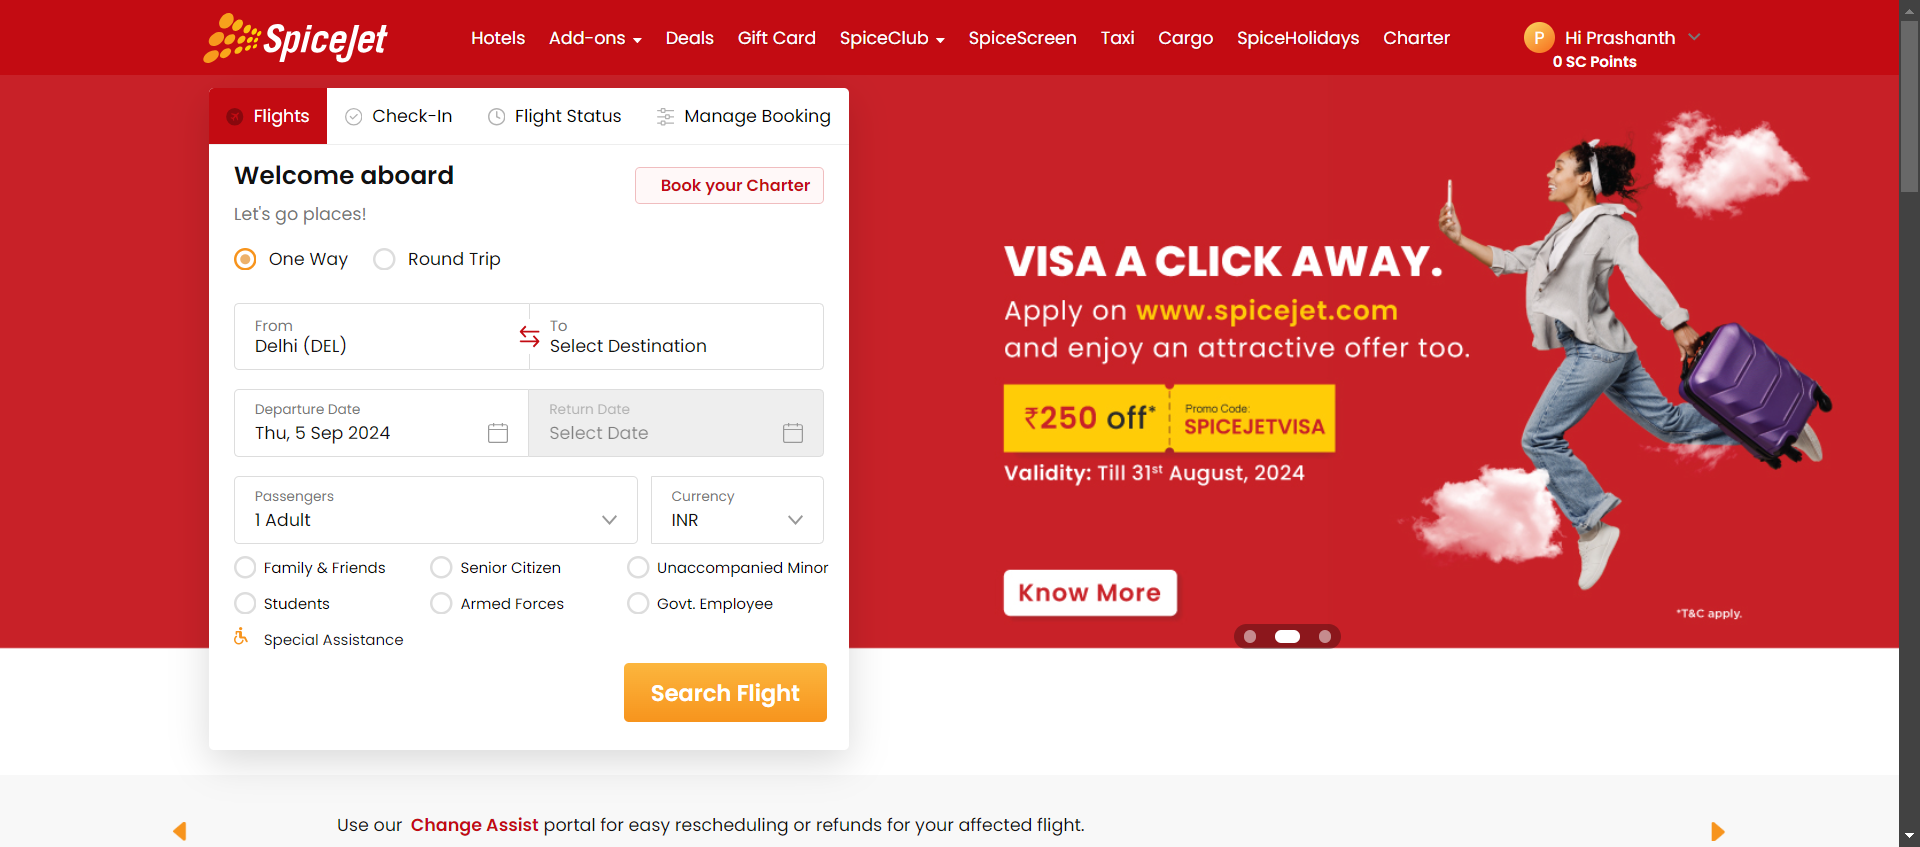 SpiceJet
Hotels Add-ons Deals Gift Card SpiceClub SpiceScreen Taxi Cargo SpiceHolidays Charter
P Hi Prashanth
0 SC Points
Flights Check-In Flight Status Manage Booking
Welcome aboard
Book your Charter
Let's go places!
One Way Round Trip
From
Delhi (DEL)
To
Select Destination
Departure Date
Thu, 5 Sep 2024
Return Date
Select Date
Passengers
1 Adult
Currency
INR
Family & Friends Senior Citizen Unaccompanied Minor
Students Armed Forces Govt. Employee
Special Assistance
Search Flight
VISA A CLICK AWAY.
Apply on www.spicejet.com
and enjoy an attractive offer too.
₹250 off*
Promo Code:
SPICEJETVISA
Validity: Till 31st August, 2024
Know More
*T&C apply.
Use our Change Assist portal for easy rescheduling or refunds for your affected flight.